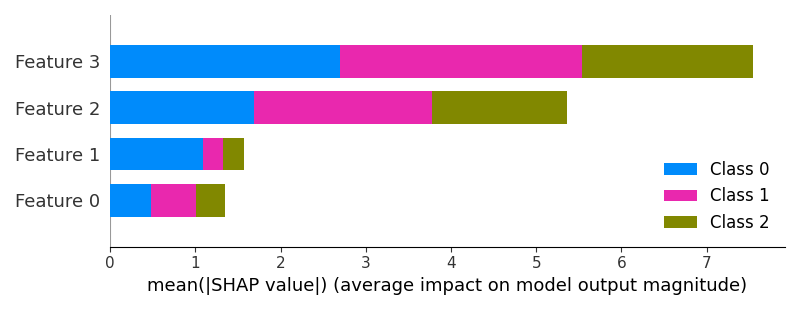 Feature 3
Feature 2
Feature 1
Feature 0
Class 0
Class 1
Class 2
0 1 2 3 4 5 6 7
mean(|SHAP value|) (average impact on model output magnitude)